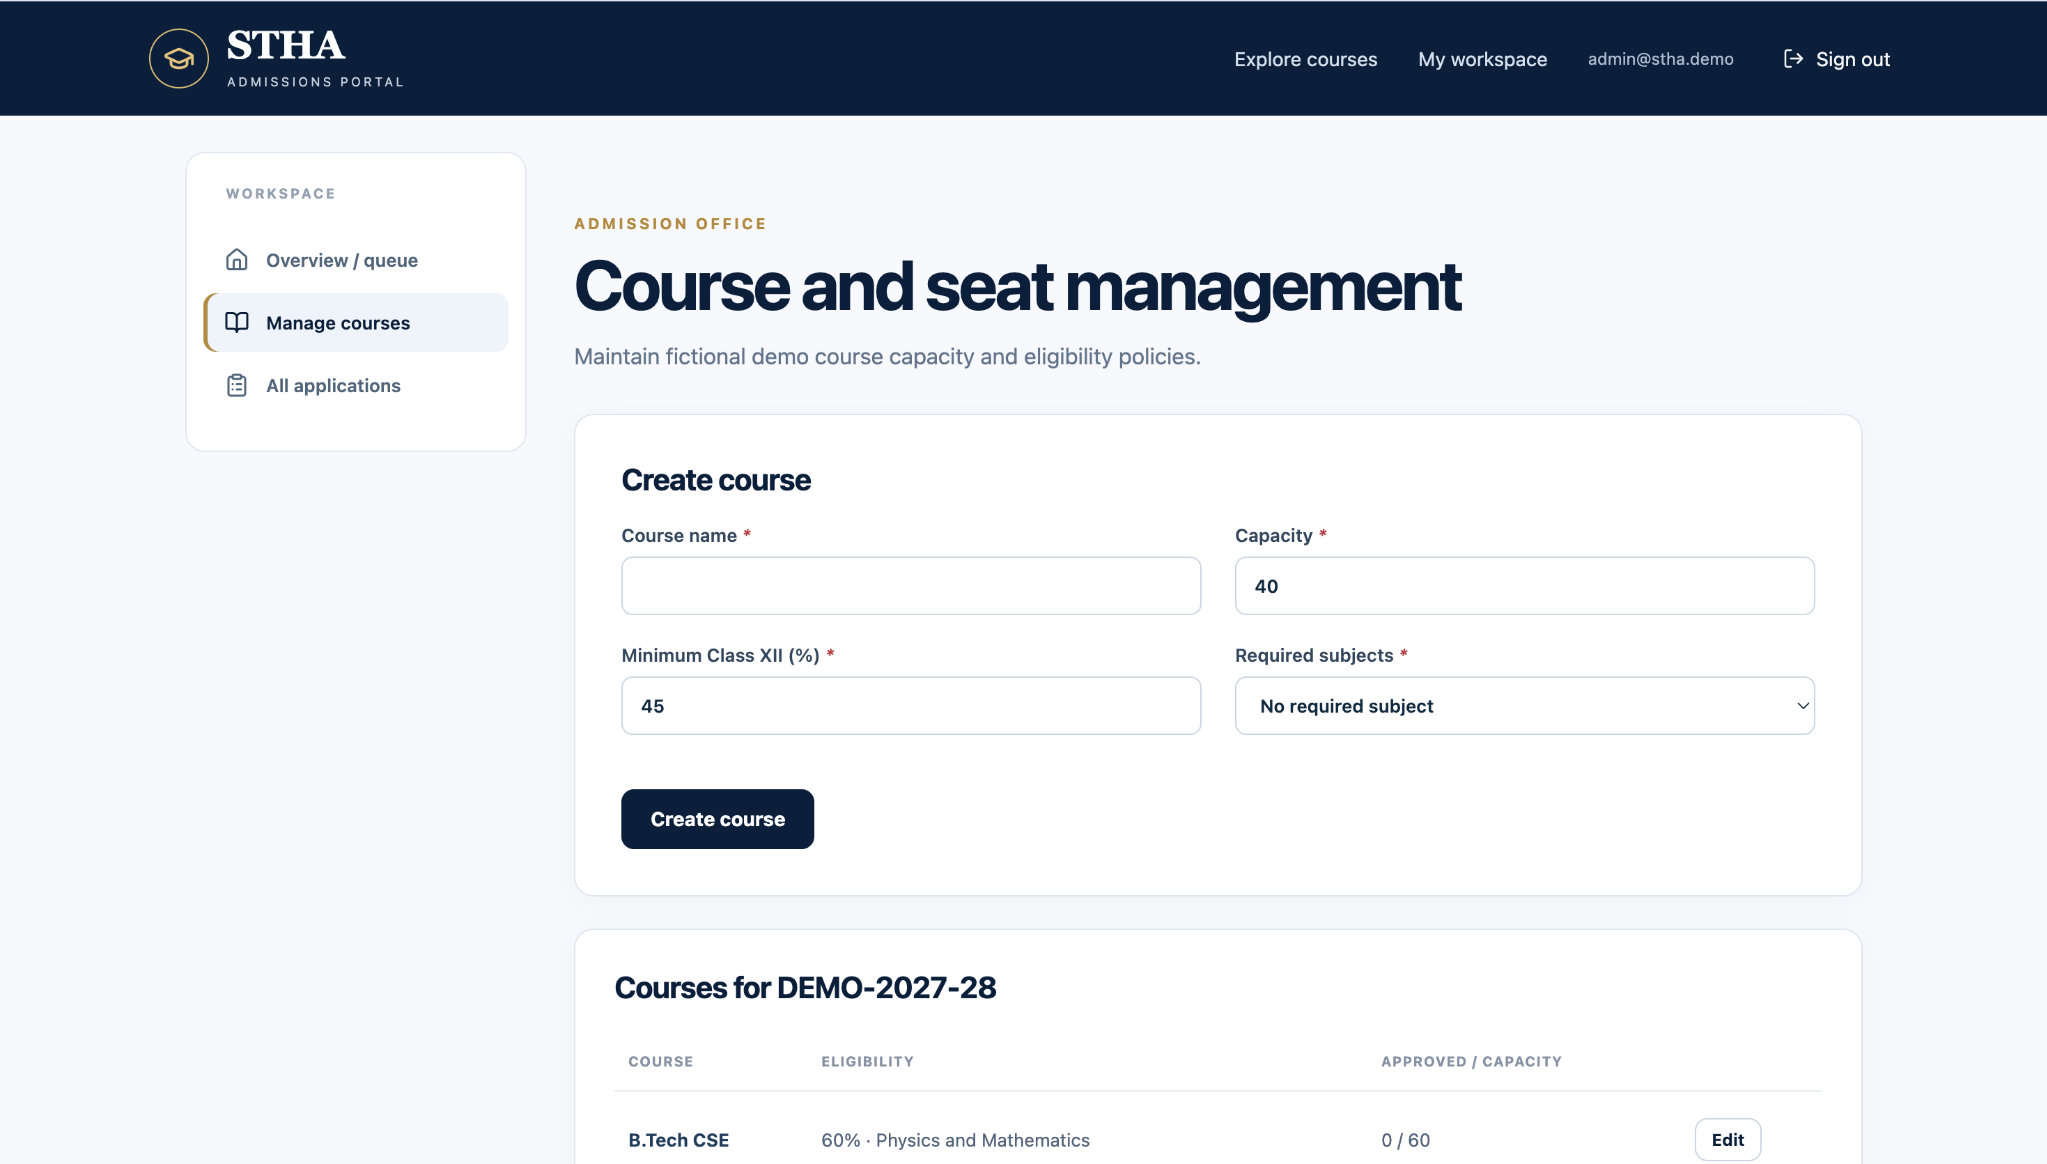 STHA
ADMISSIONS PORTAL
Explore courses
My workspace
admin@stha.demo
Sign out
WORKSPACE
Overview / queue
Manage courses
All applications
ADMISSION OFFICE
Course and seat management
Maintain fictional demo course capacity and eligibility policies.
Create course
Course name *
Capacity *
40
Minimum Class XII (%) *
Required subjects *
45
No required subject
Create course
Courses for DEMO-2027-28
COURSE ELIGIBILITY APPROVED / CAPACITY
B.Tech CSE 60% · Physics and Mathematics 0 / 60 Edit